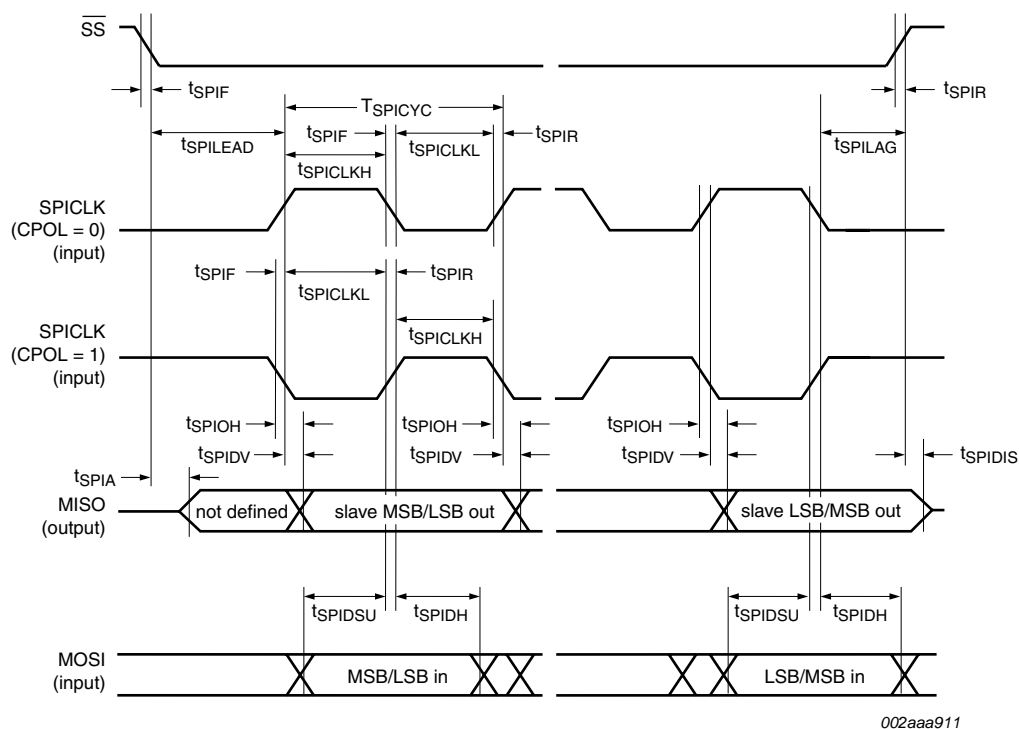 SS
tSPIF
tSPIR
TSPICYC
tSPIF
tSPICLKL
tSPIR
tSPILEAD
tSPILAG
tSPICLKH
SPICLK
(CPOL = 0)
(input)
tSPIF
tSPIR
tSPICLKL
SPICLK
(CPOL = 1)
(input)
tSPICLKH
tSPIOH
tSPIOH
tSPIOH
tSPIDV
tSPIDV
tSPIDV
tSPIDIS
tSPIA
MISO
(output)
not defined
slave MSB/LSB out
slave LSB/MSB out
tSPIDSU
tSPIDH
tSPIDSU
tSPIDH
MOSI
(input)
MSB/LSB in
LSB/MSB in
002aaa911